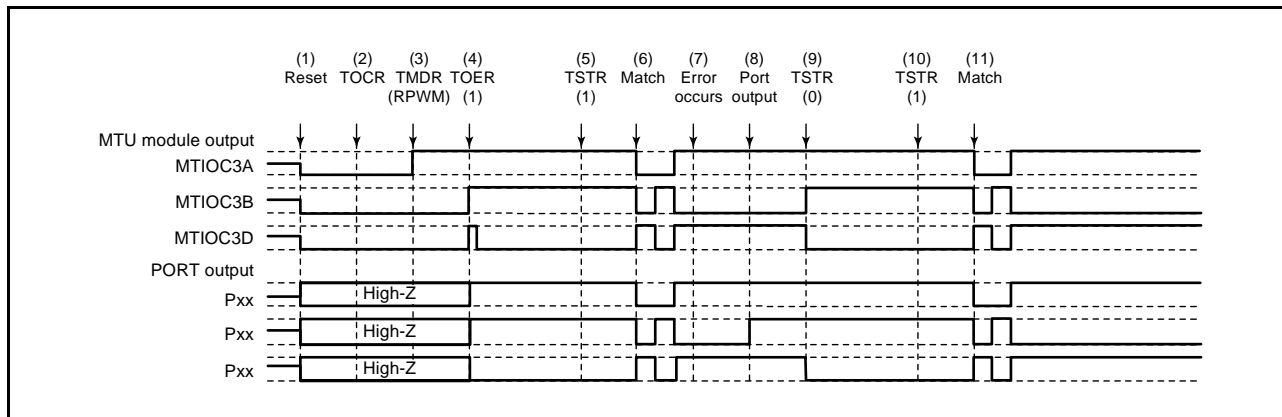 (1) (2) (3) (4) (5) (6) (7) (8) (9) (10) (11)
Reset TOCR TMDR TOER TSTR Match Error Port TSTR TSTR Match
(RPWM) (1) (1) occurs output (0) (1)
MTU module output
MTIOC3A
MTIOC3B
MTIOC3D
PORT output
Pxx High-Z
Pxx High-Z
Pxx High-Z